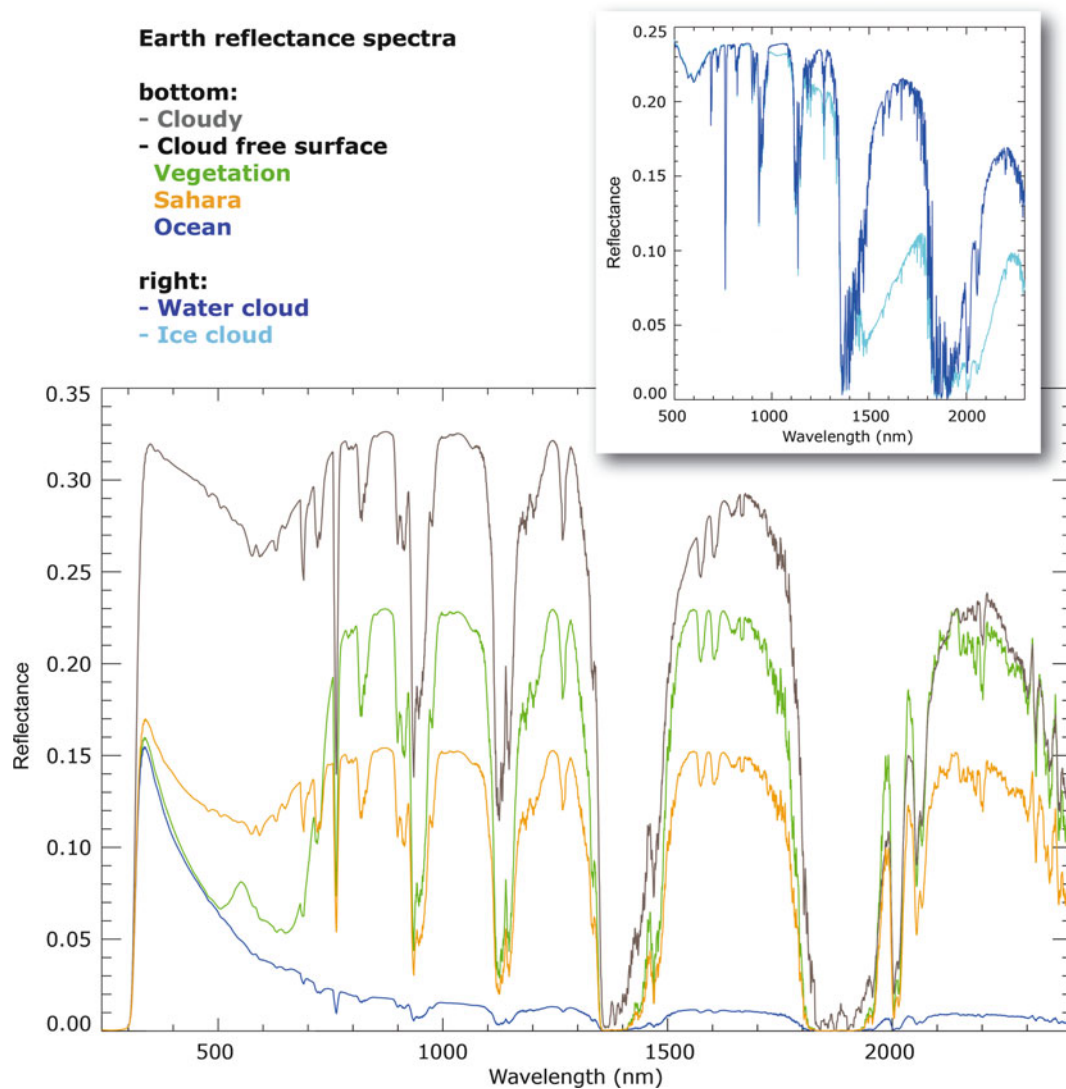 Earth reflectance spectra
bottom:
- Cloudy
- Cloud free surface
Vegetation
Sahara
Ocean
right:
- Water cloud
- Ice cloud
0.25
0.20
0.15
0.10
0.05
0.00
Reflectance
500 1000 1500 2000
Wavelength (nm)
0.35
0.30
0.25
0.20
0.15
0.10
0.05
0.00
Reflectance
500 1000 1500 2000
Wavelength (nm)